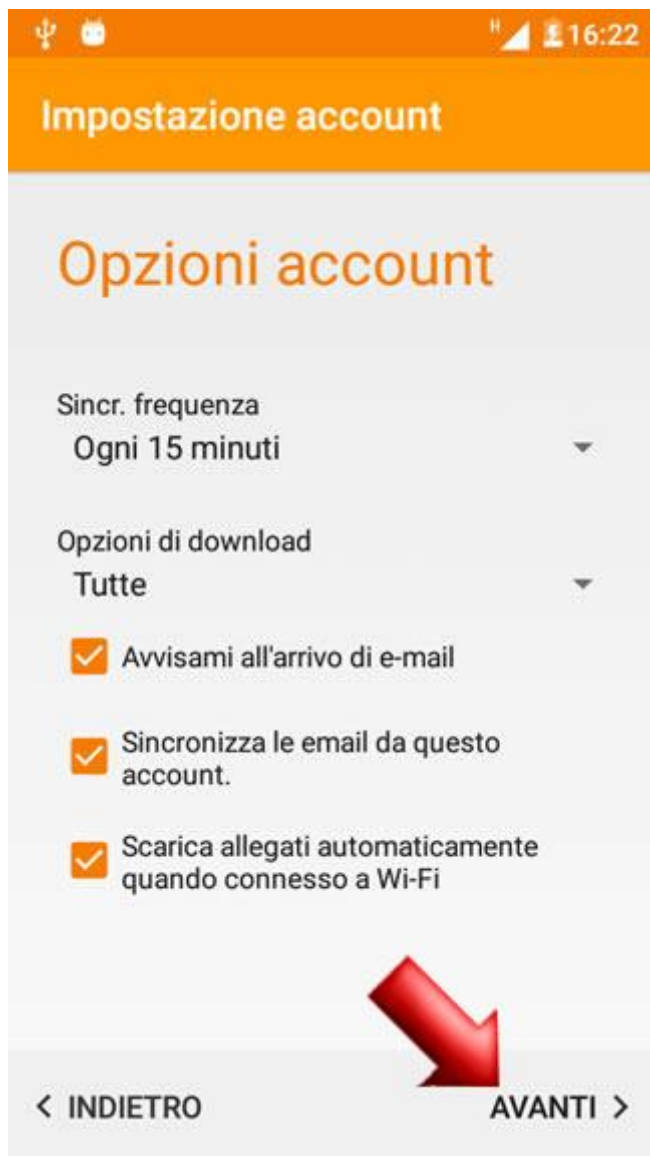 H 16:22
Impostazione account
Opzioni account
Sincr. frequenza
Ogni 15 minuti
Opzioni di download
Tutte
Avvisami all'arrivo di e-mail
Sincronizza le email da questo
account.
Scarica allegati automaticamente
quando connesso a Wi-Fi
< INDIETRO AVANTI >